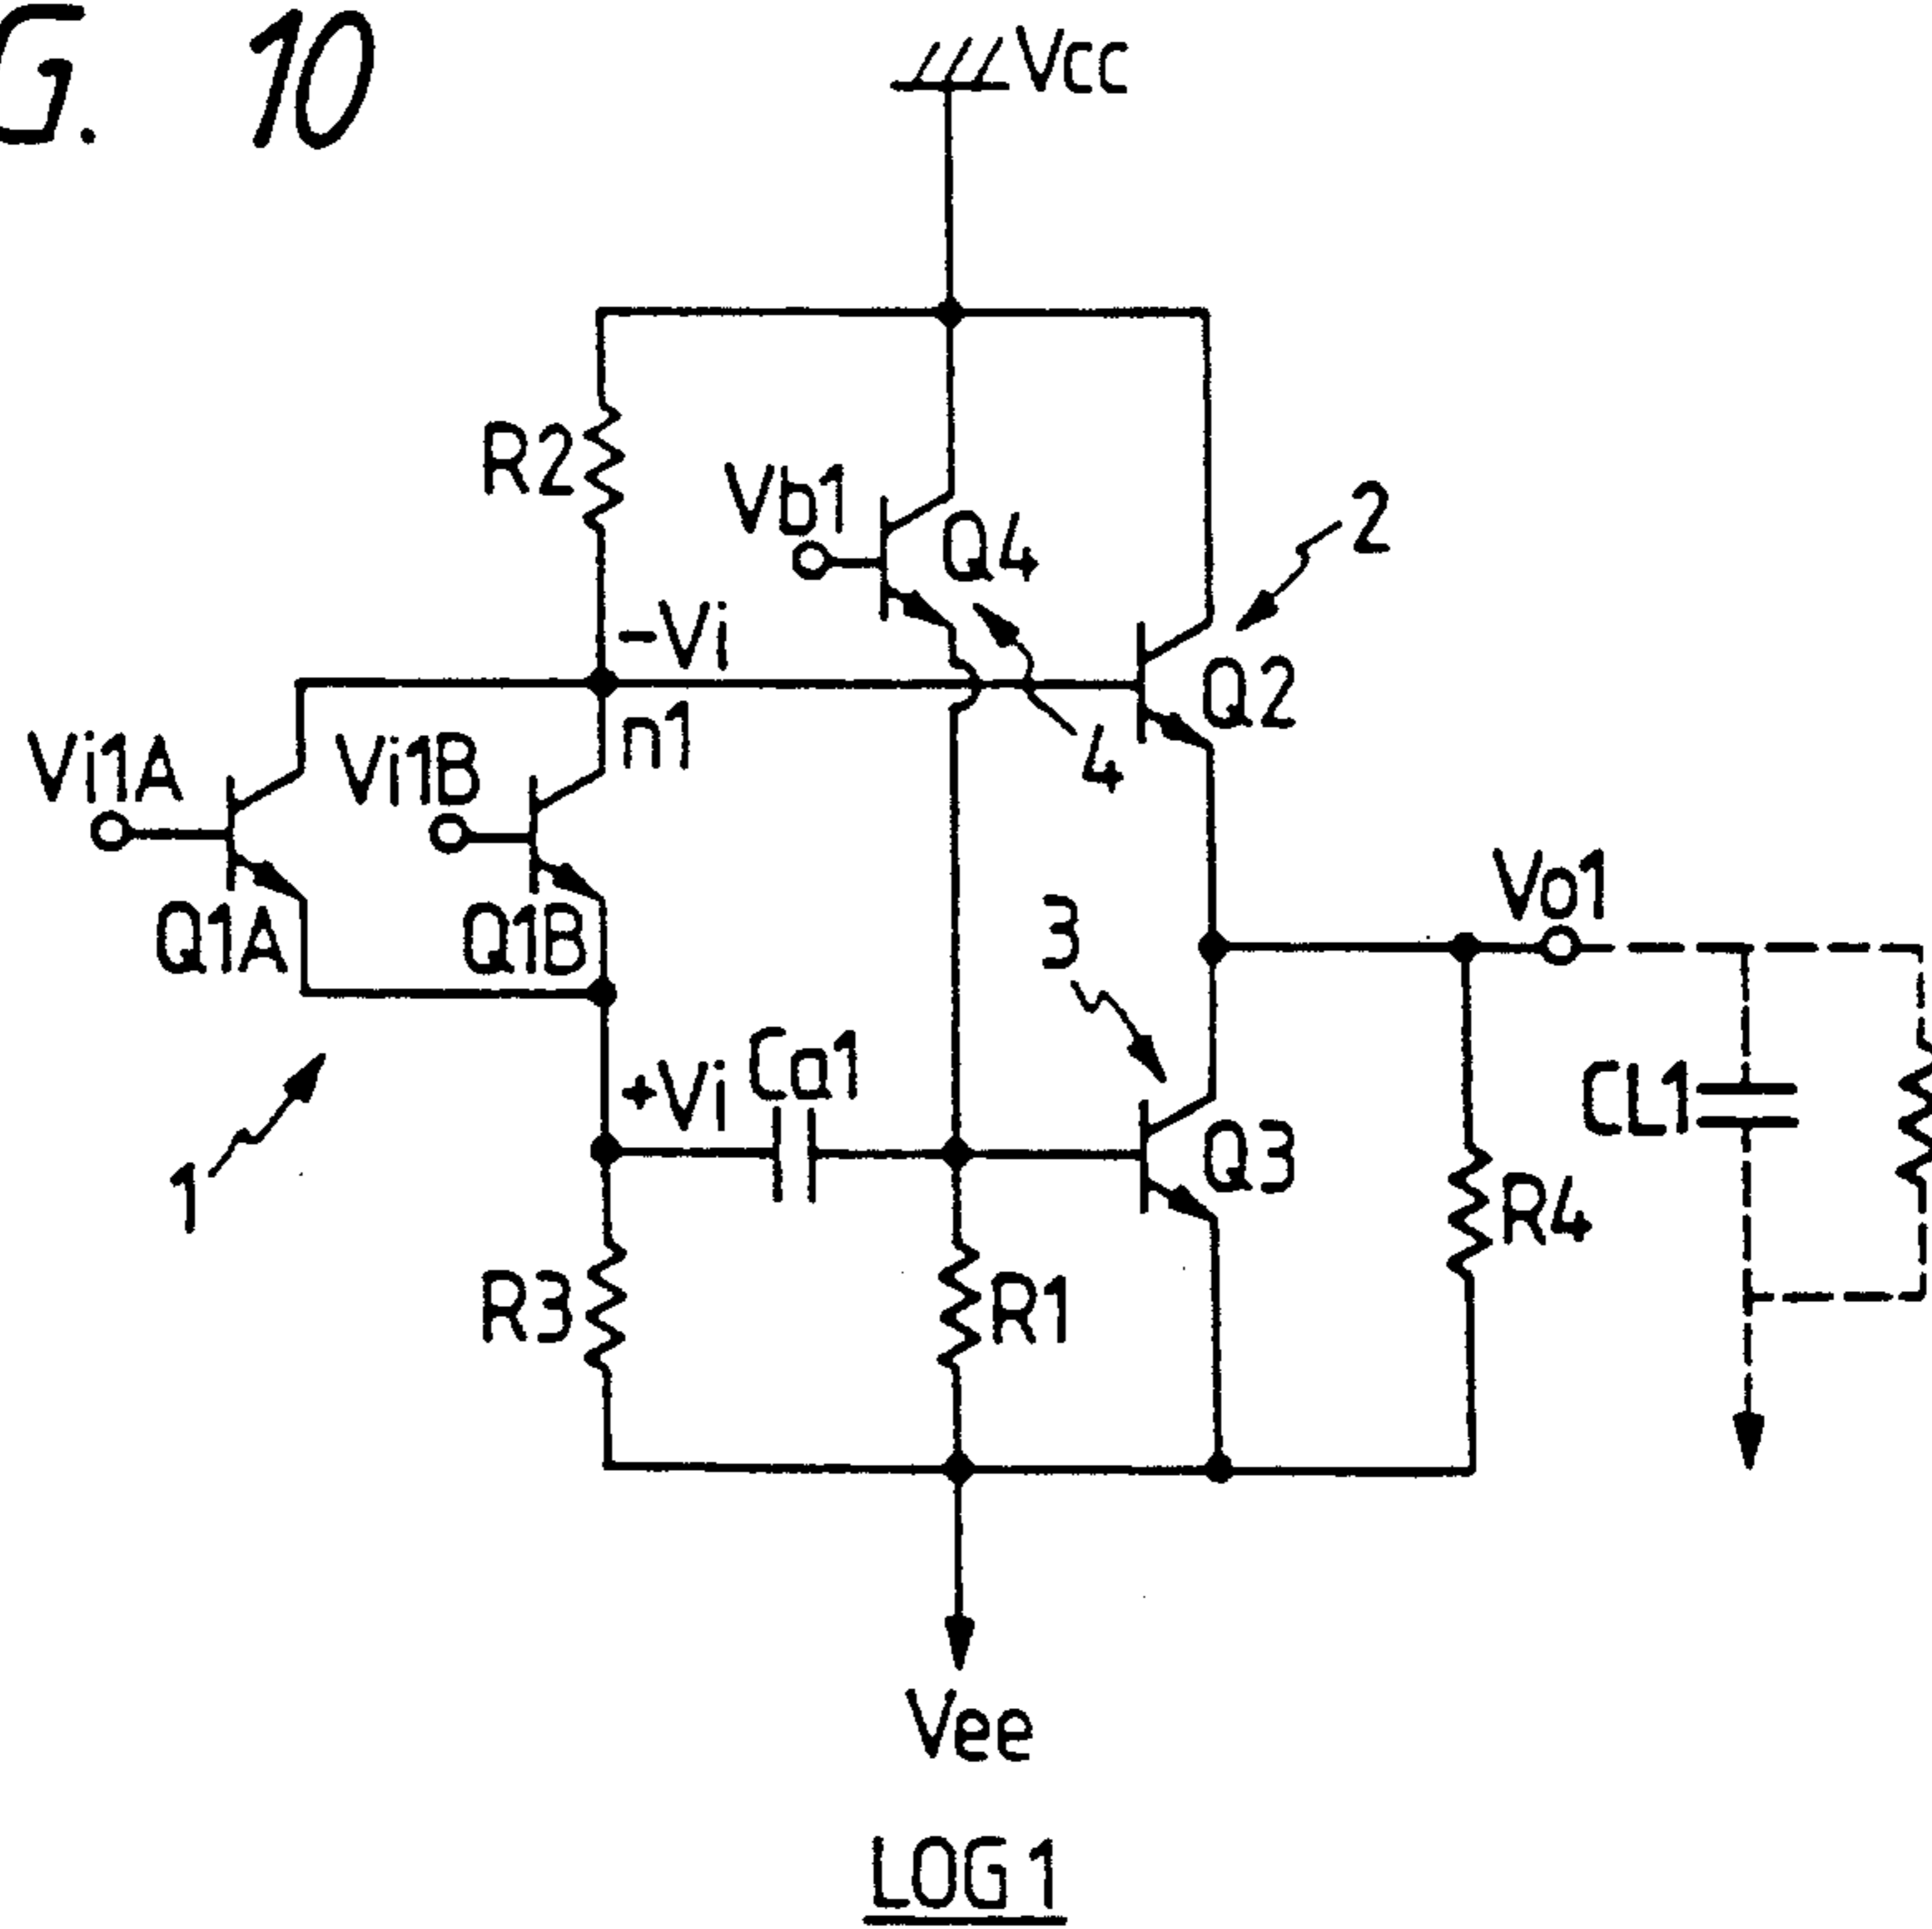 G. 10
Vcc
R2
Vb1
Q4
2
-Vi
Q2
n1
4
Vi1A
Vi1B
Q1A
Q1B
Vo1
3
+Vi
Ca1
Q3
CL1
R4
1
R3
R1
Vee
LOG1